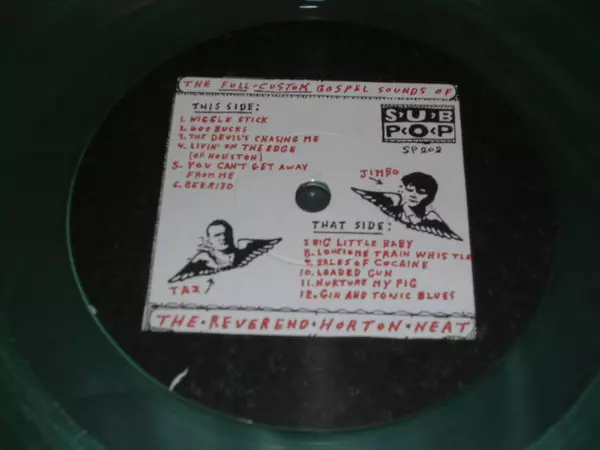 THE FULL-CUSTOM GOSPEL SOUNDS OF
THIS SIDE:
1. WIGGLE STICK
2. 400 BUCKS
3. THE DEVIL'S CHASING ME
4. LIVIN' ON THE EDGE
(OF HOUSTON)
5. YOU CAN'T GET AWAY
FROM ME
6. BEER:30
SUB
POP
SP202
JIMBO
TAZ
THAT SIDE:
7. BIG LITTLE BABY
8. LONESOME TRAIN WHISTLE
9. BALES OF COCAINE
10. LOADED GUN
11. NURTURE MY PIG
12. GIN AND TONIC BLUES
THE·REVEREND·HORTON·HEAT